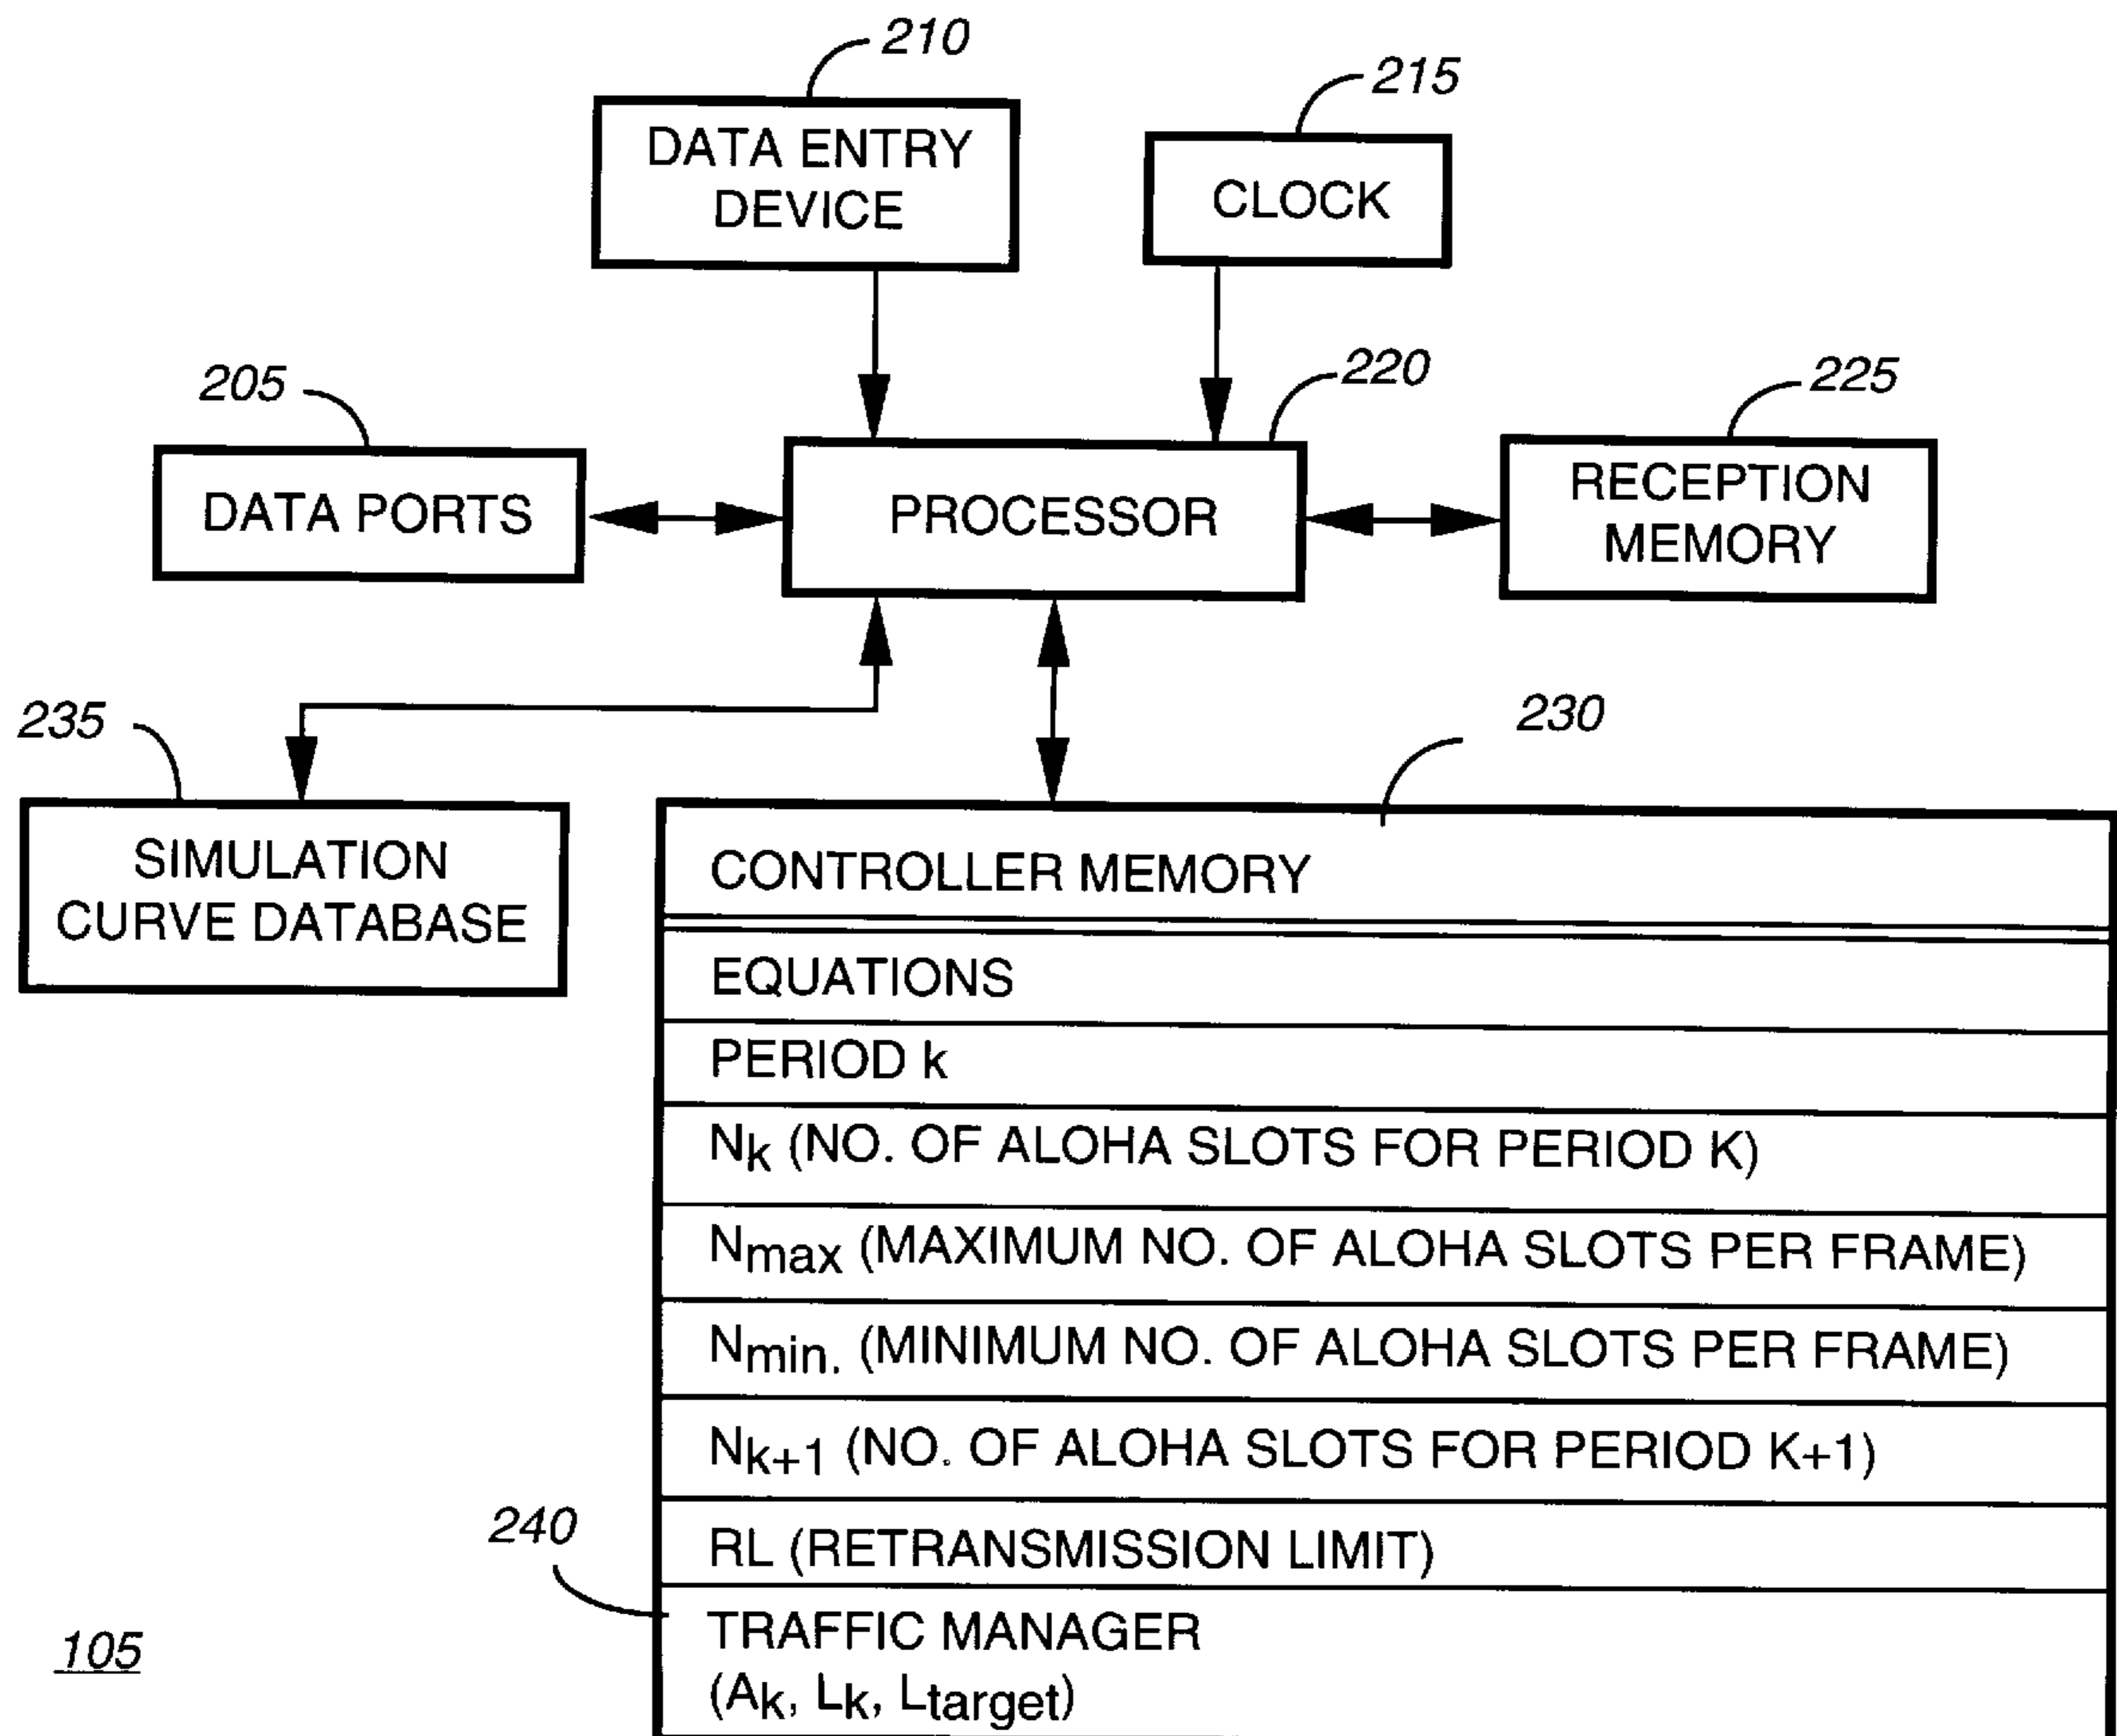 210
215
DATA ENTRY
DEVICE
CLOCK
205
220
225
DATA PORTS
PROCESSOR
RECEPTION
MEMORY
235
230
SIMULATION
CURVE DATABASE
CONTROLLER MEMORY
EQUATIONS
PERIOD k
Nk (NO. OF ALOHA SLOTS FOR PERIOD K)
Nmax (MAXIMUM NO. OF ALOHA SLOTS PER FRAME)
Nmin. (MINIMUM NO. OF ALOHA SLOTS PER FRAME)
Nk+1 (NO. OF ALOHA SLOTS FOR PERIOD K+1)
240
RL (RETRANSMISSION LIMIT)
TRAFFIC MANAGER
(Ak, Lk, Ltarget)
105